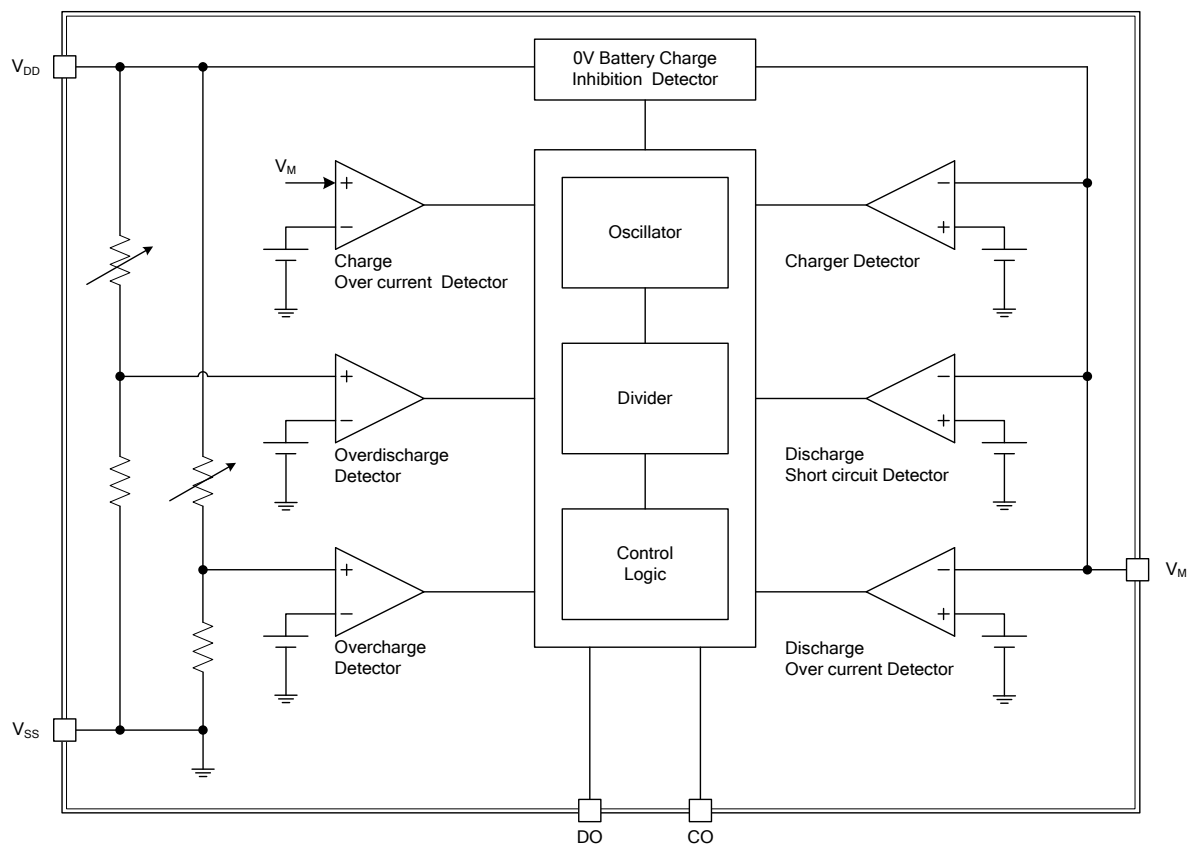 0V Battery Charge
Inhibition Detector
VDD
VM
+
−
Charge
Over current Detector
Oscillator
−
+
Charger Detector
+
−
Overdischarge
Detector
Divider
−
+
Discharge
Short circuit Detector
+
−
Overcharge
Detector
Control
Logic
−
+
Discharge
Over current Detector
VM
VSS
DO
CO